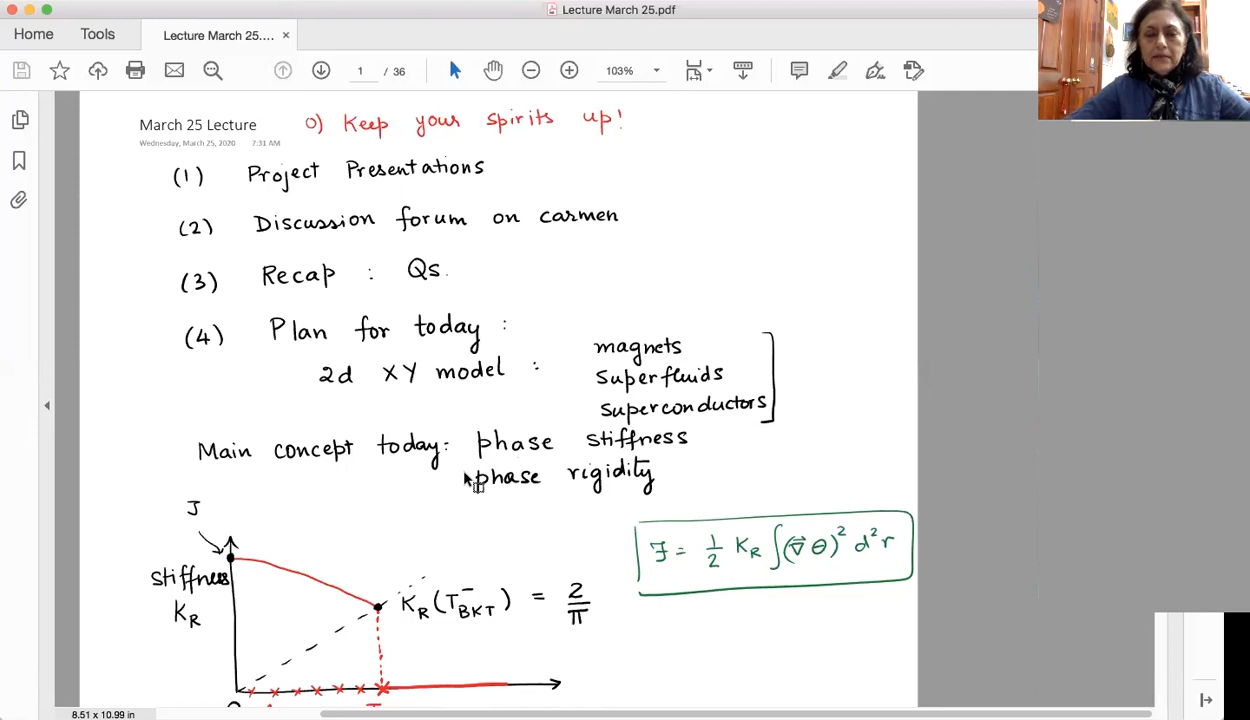 Lecture March 25.pdf
Home Tools Lecture March 25.... ×
1 / 36 103%
March 25 Lecture 0) Keep your spirits up!
Wednesday, March 25, 2020 7:31 AM
(1) Project Presentations
(2) Discussion forum on carmen
(3) Recap : Qs.
(4) Plan for today :
2d XY model : magnets
Superfluids
Superconductors
Main concept today: phase stiffness
phase rigidity
J
stiffness
K_R
K_R(T⁻_BKT) = 2/π
F = 1/2 K_R ∫(∇⃗θ)² d²r
8.51 x 10.99 in